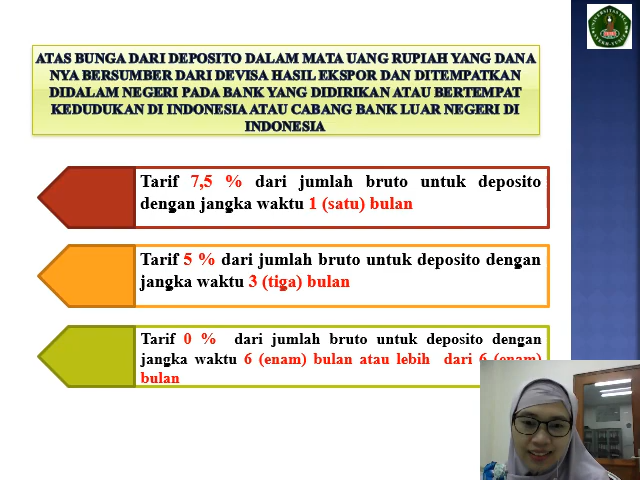 ATAS BUNGA DARI DEPOSITO DALAM MATA UANG RUPIAH YANG DANA
NYA BERSUMBER DARI DEVISA HASIL EKSPOR DAN DITEMPATKAN
DIDALAM NEGERI PADA BANK YANG DIDIRIKAN ATAU BERTEMPAT
KEDUDUKAN DI INDONESIA ATAU CABANG BANK LUAR NEGERI DI
INDONESIA
Tarif 7,5 % dari jumlah bruto untuk deposito
dengan jangka waktu 1 (satu) bulan
Tarif 5 % dari jumlah bruto untuk deposito dengan
jangka waktu 3 (tiga) bulan
Tarif 0 % dari jumlah bruto untuk deposito dengan
jangka waktu 6 (enam) bulan atau lebih dari 6 (enam)
bulan